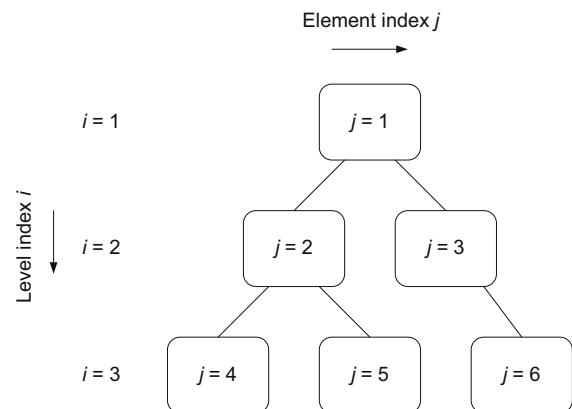 Element index j
i = 1
j = 1
Level index i
i = 2
j = 2
j = 3
i = 3
j = 4
j = 5
j = 6